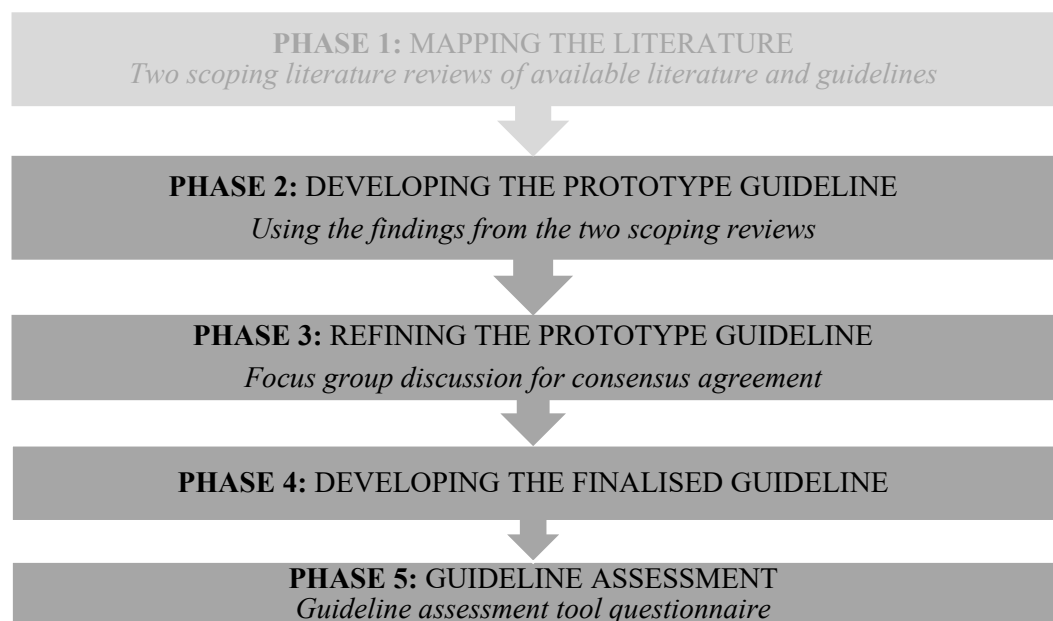 PHASE 1: MAPPING THE LITERATURE
Two scoping literature reviews of available literature and guidelines
PHASE 2: DEVELOPING THE PROTOTYPE GUIDELINE
Using the findings from the two scoping reviews
PHASE 3: REFINING THE PROTOTYPE GUIDELINE
Focus group discussion for consensus agreement
PHASE 4: DEVELOPING THE FINALISED GUIDELINE
PHASE 5: GUIDELINE ASSESSMENT
Guideline assessment tool questionnaire